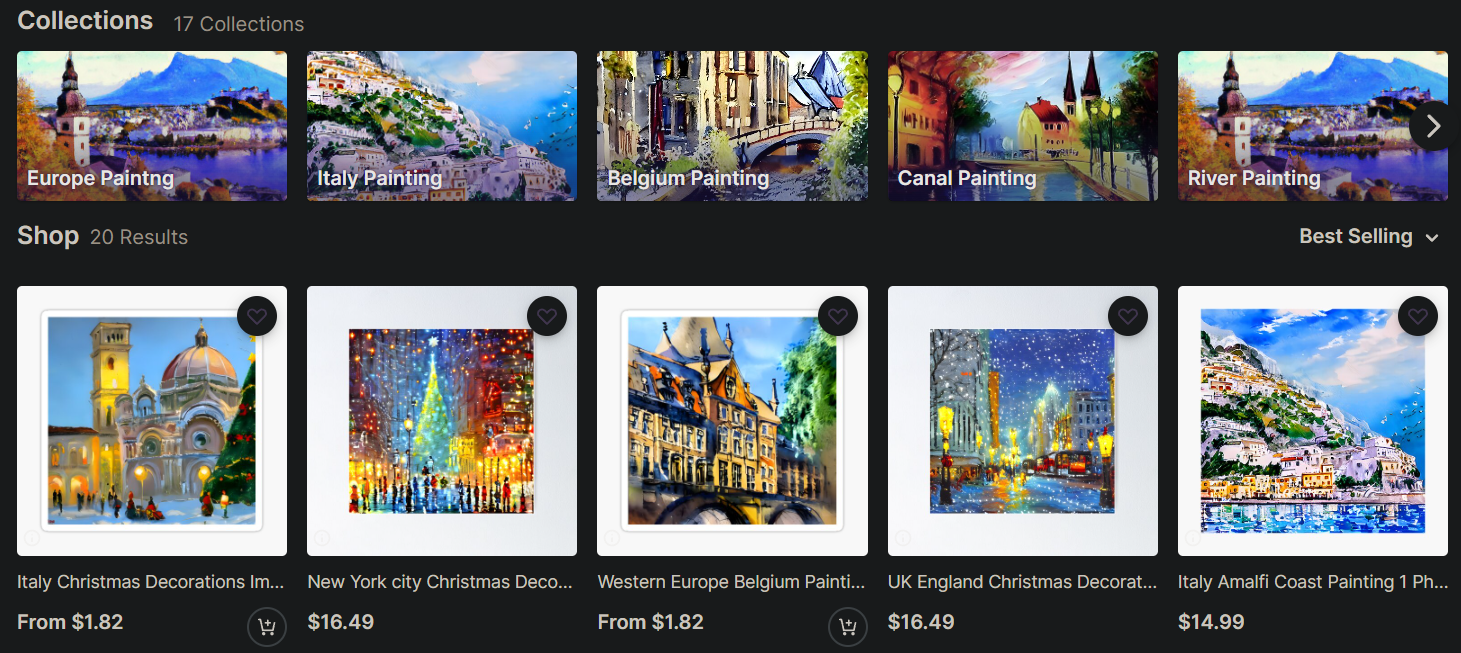 Collections 17 Collections
Europe Paintng
Italy Painting
Belgium Painting
Canal Painting
River Painting
Shop 20 Results
Best Selling
Italy Christmas Decorations Im...
New York city Christmas Deco...
Western Europe Belgium Painti...
UK England Christmas Decorat...
Italy Amalfi Coast Painting 1 Ph...
From $1.82
$16.49
From $1.82
$16.49
$14.99